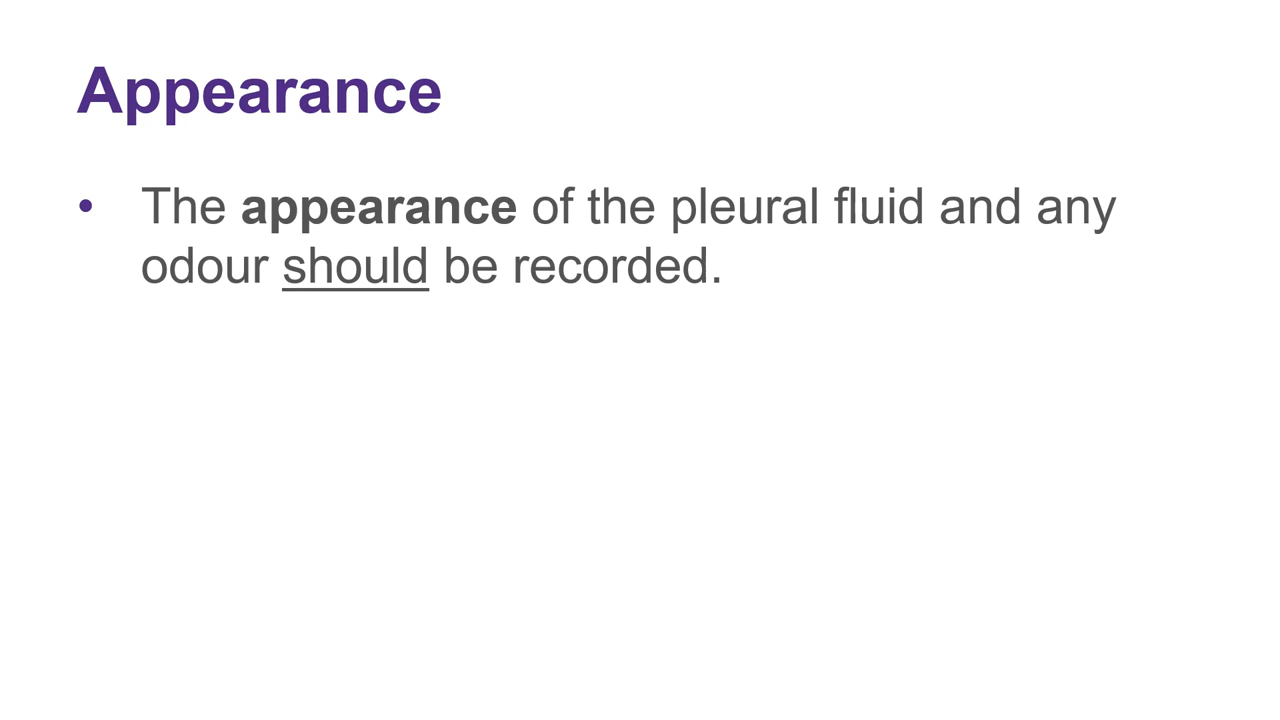 Appearance
• The appearance of the pleural fluid and any
odour should be recorded.